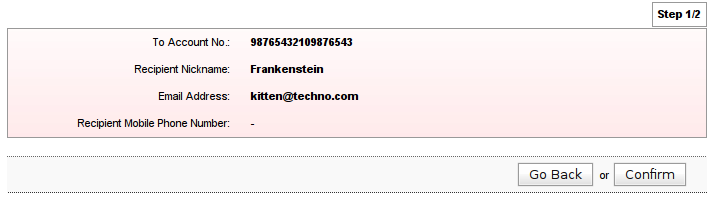 Step 1/2
To Account No.: 98765432109876543
Recipient Nickname: Frankenstein
Email Address: kitten@techno.com
Recipient Mobile Phone Number: -
Go Back or Confirm